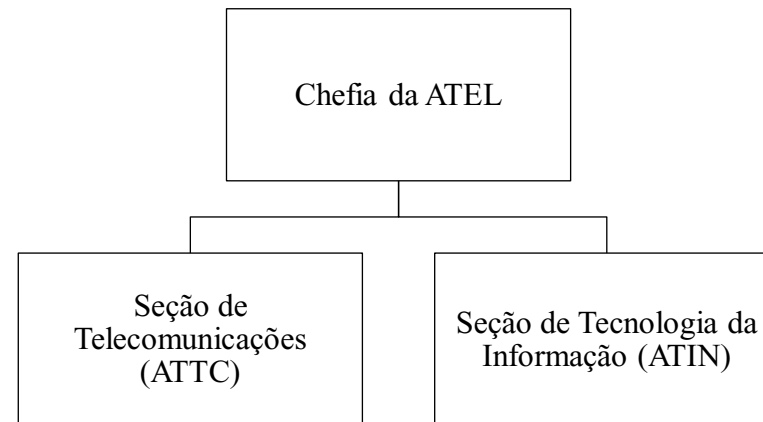 Chefia da ATEL
Seção de
Telecomunicações
(ATTC)
Seção de Tecnologia da
Informação (ATIN)